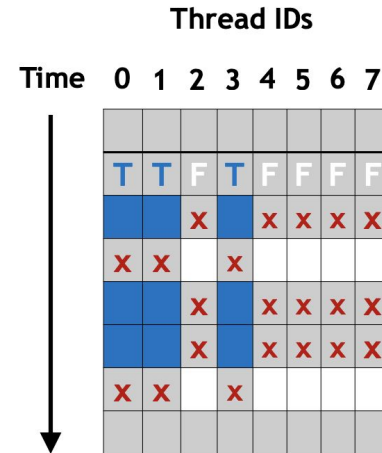 Thread IDs
Time 0 1 2 3 4 5 6 7
T T F T F F F F
x x x x x
x x x
x x x x x
x x x x x
x x x